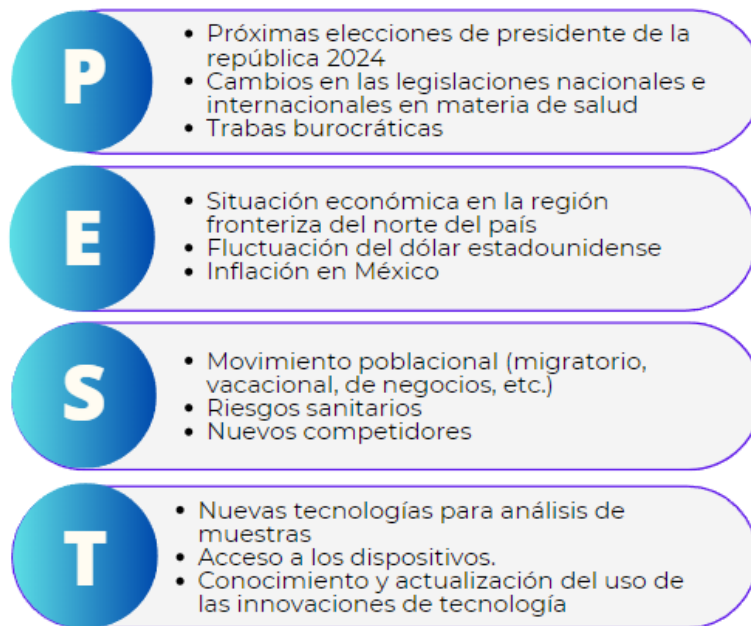 P
• Próximas elecciones de presidente de la
república 2024
• Cambios en las legislaciones nacionales e
internacionales en materia de salud
• Trabas burocráticas
E
• Situación económica en la región
fronteriza del norte del país
• Fluctuación del dólar estadounidense
• Inflación en México
S
• Movimiento poblacional (migratorio,
vacacional, de negocios, etc.)
• Riesgos sanitarios
• Nuevos competidores
T
• Nuevas tecnologías para análisis de
muestras
• Acceso a los dispositivos.
• Conocimiento y actualización del uso de
las innovaciones de tecnología